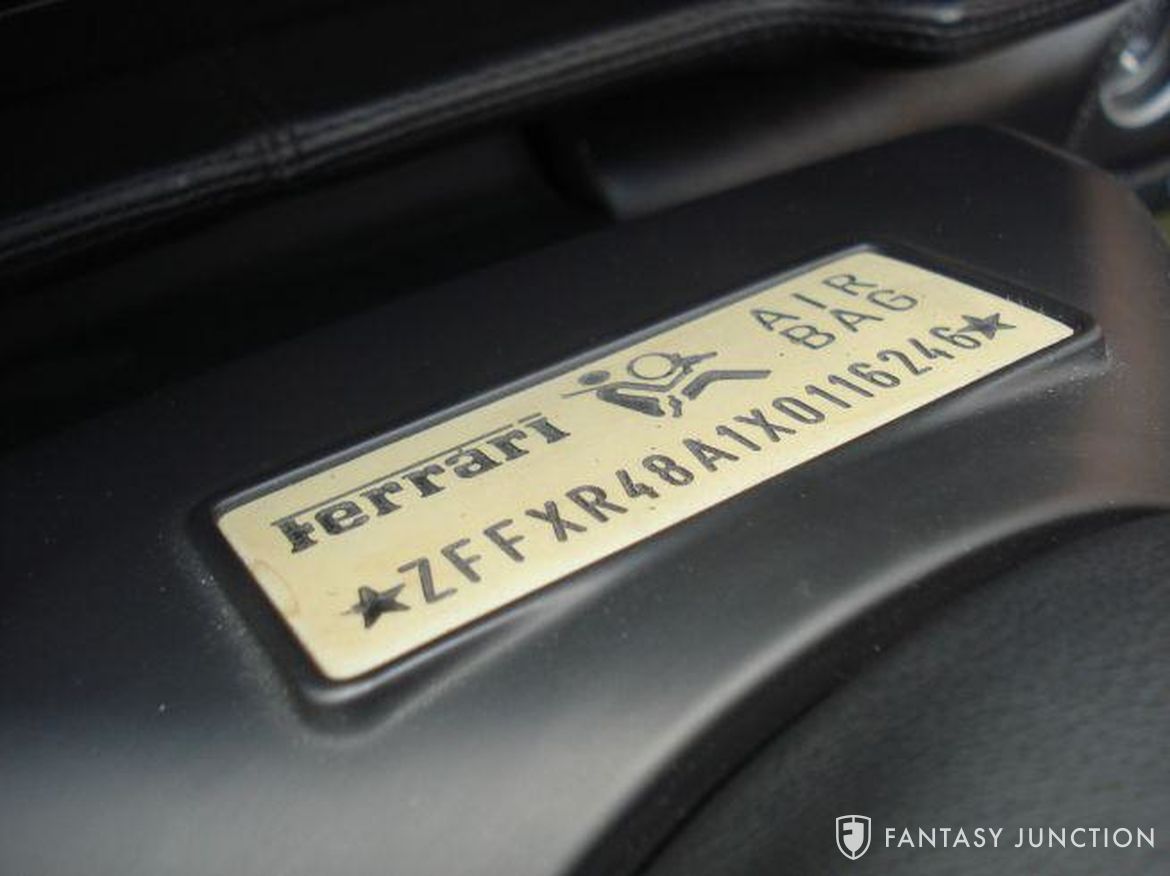 Ferrari
AIR
BAG
★ZFFXR48A1X0116246★
FANTASY JUNCTION